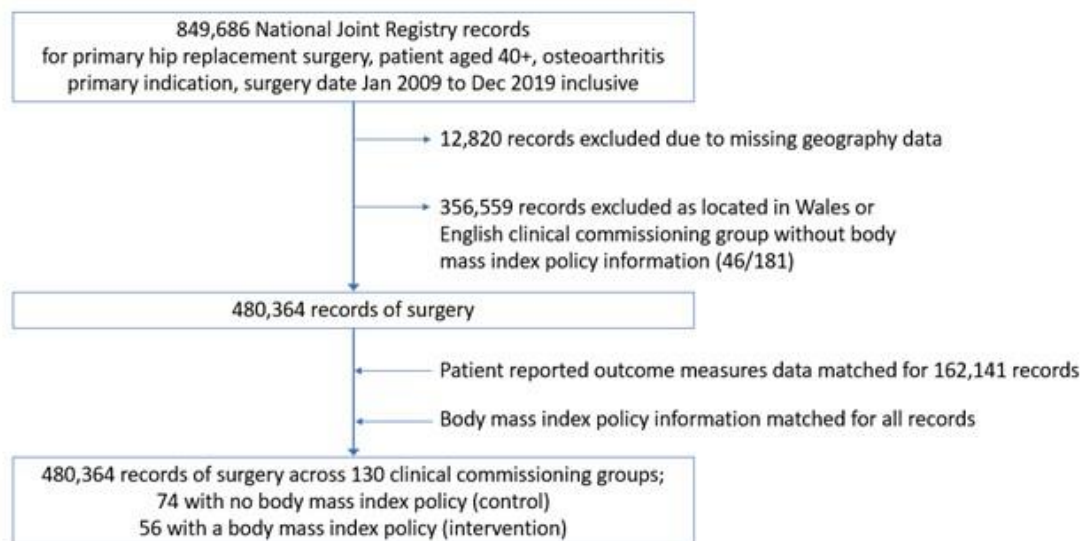 849,686 National Joint Registry records
for primary hip replacement surgery, patient aged 40+, osteoarthritis
primary indication, surgery date Jan 2009 to Dec 2019 inclusive
12,820 records excluded due to missing geography data
356,559 records excluded as located in Wales or
English clinical commissioning group without body
mass index policy information (46/181)
480,364 records of surgery
Patient reported outcome measures data matched for 162,141 records
Body mass index policy information matched for all records
480,364 records of surgery across 130 clinical commissioning groups;
74 with no body mass index policy (control)
56 with a body mass index policy (intervention)